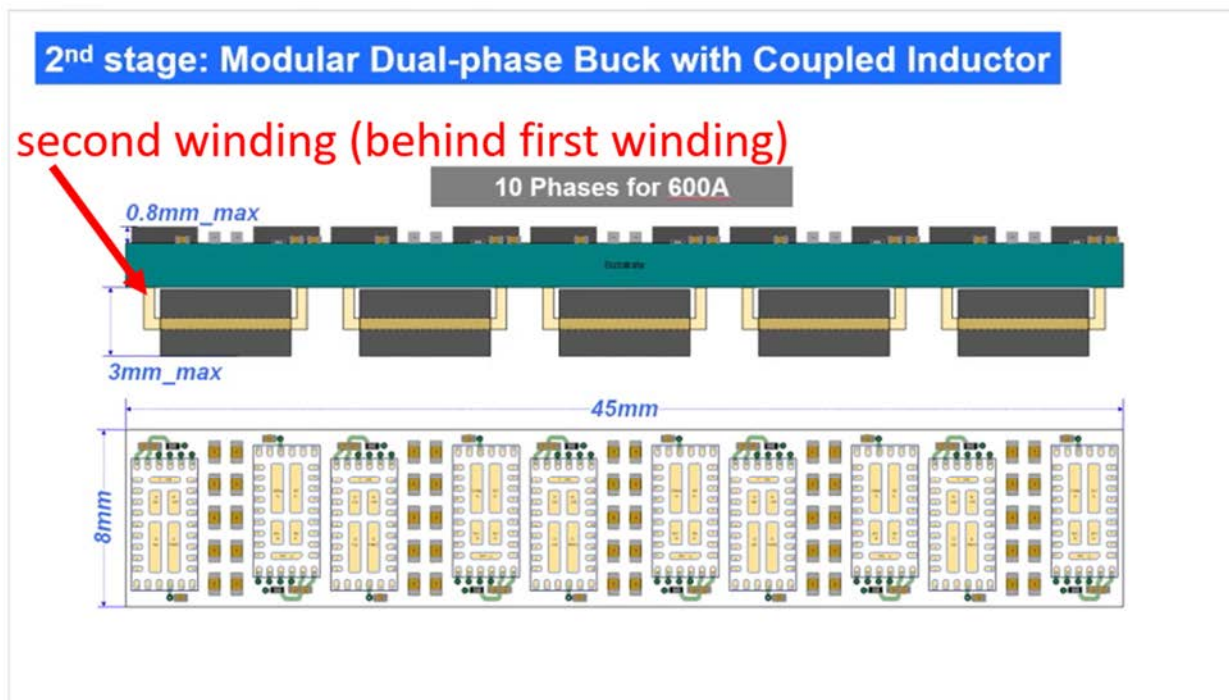 2nd stage: Modular Dual-phase Buck with Coupled Inductor
second winding (behind first winding)
10 Phases for 600A
0.8mm_max
Substrate
3mm_max
45mm
8mm